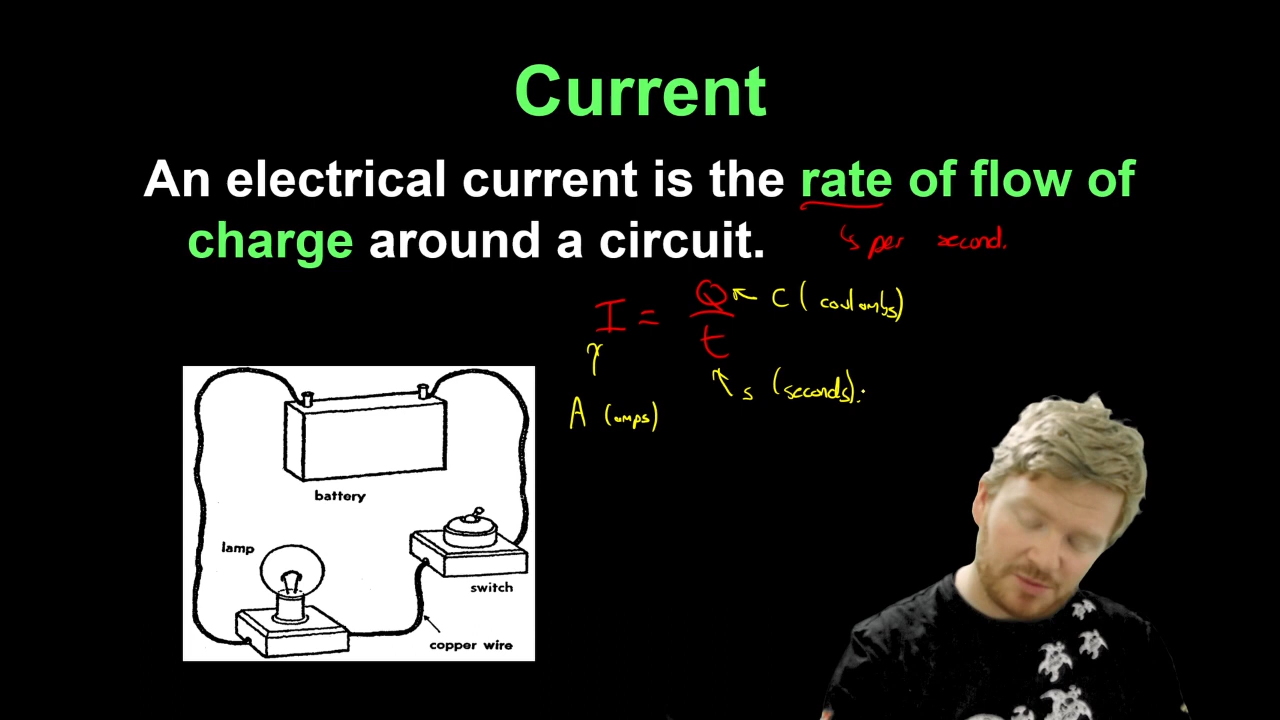 Current
An electrical current is the rate of flow of
charge around a circuit.
↳ per second.
I = Q/t
← C (coulombs)
↑ s (seconds).
↑ A (amps)
battery
lamp
switch
copper wire